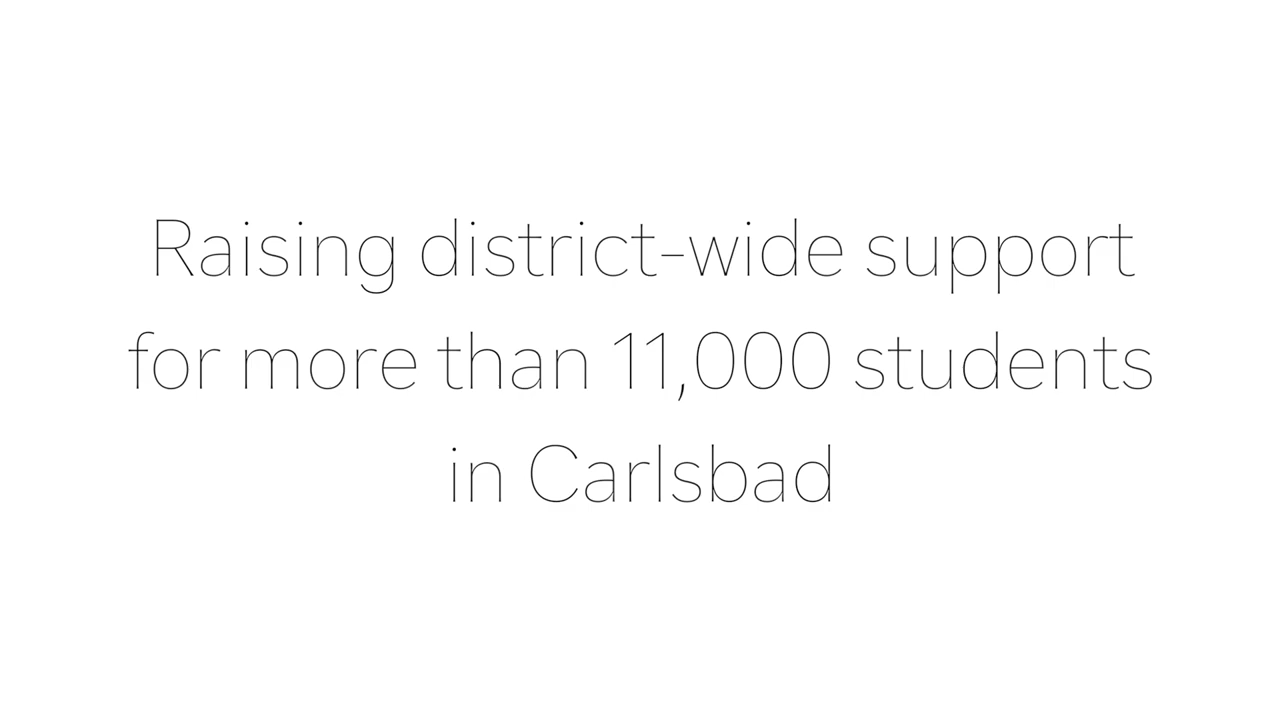 Raising district-wide support
for more than 11,000 students
in Carlsbad